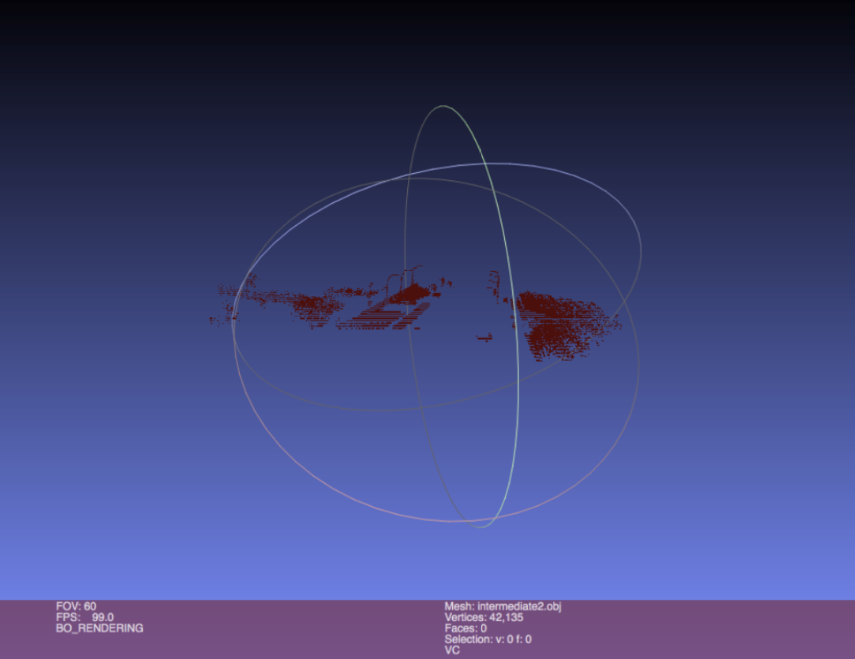 FOV: 60
FPS: 99.0
BO_RENDERING
Mesh: intermediate2.obj
Vertices: 42,135
Faces: 0
Selection: v: 0 f: 0
VC